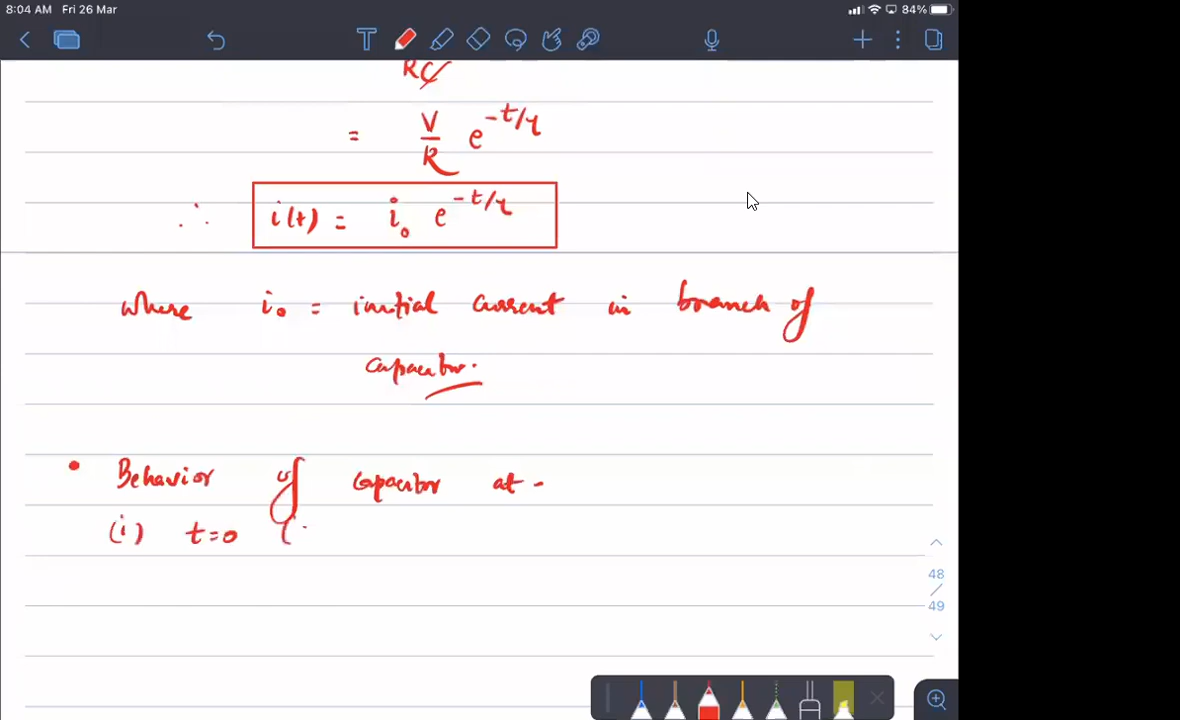 8:04 AM Fri 26 Mar 84%
T
RC
= V/R e^-t/τ
∴ i(t) = i₀ e^-t/τ
where i₀ = initial current in branch of
capacitor.
• Behavior of capacitor at -
(i) t=0 (
48
49